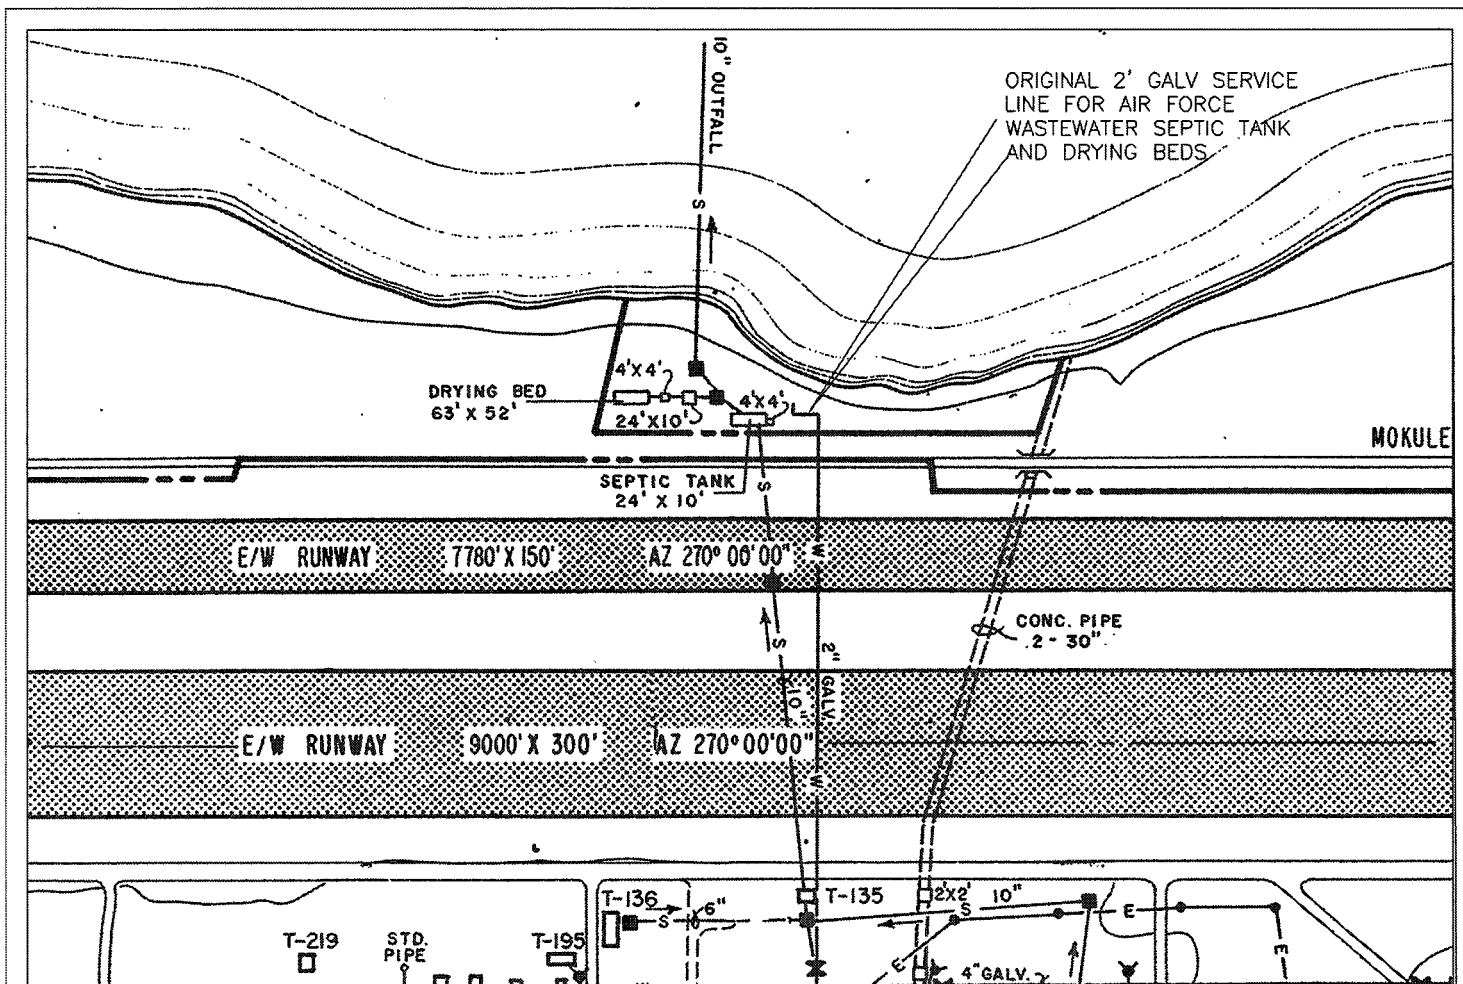 10" OUTFALL
ORIGINAL 2' GALV SERVICE
LINE FOR AIR FORCE
WASTEWATER SEPTIC TANK
AND DRYING BEDS
S
4'X4'
DRYING BED
63' X 52'
24'X10'
4'X4'
MOKULE
SEPTIC TANK
24' X 10'
S
E/W RUNWAY
7780' X 150'
AZ 270° 00'00"
W
CONC. PIPE
2 - 30"
S
2" GALV.
10"
E/W RUNWAY
9000' X 300'
AZ 270° 00'00"
W
T-136
6"
S
T-135
2'X2'
10"
S
E
T-219
STD.
PIPE
T-195
E
4" GALV.
E